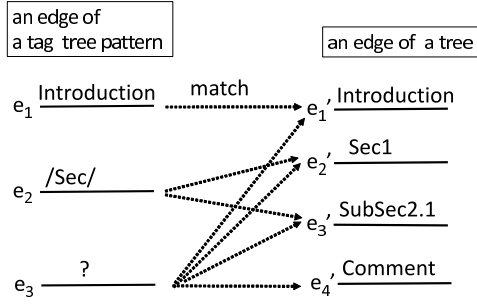 an edge of
a tag tree pattern
an edge of a tree
e1 Introduction
match
e1' Introduction
e2' Sec1
e2 /Sec/
e3' SubSec2.1
e3 ?
e4' Comment